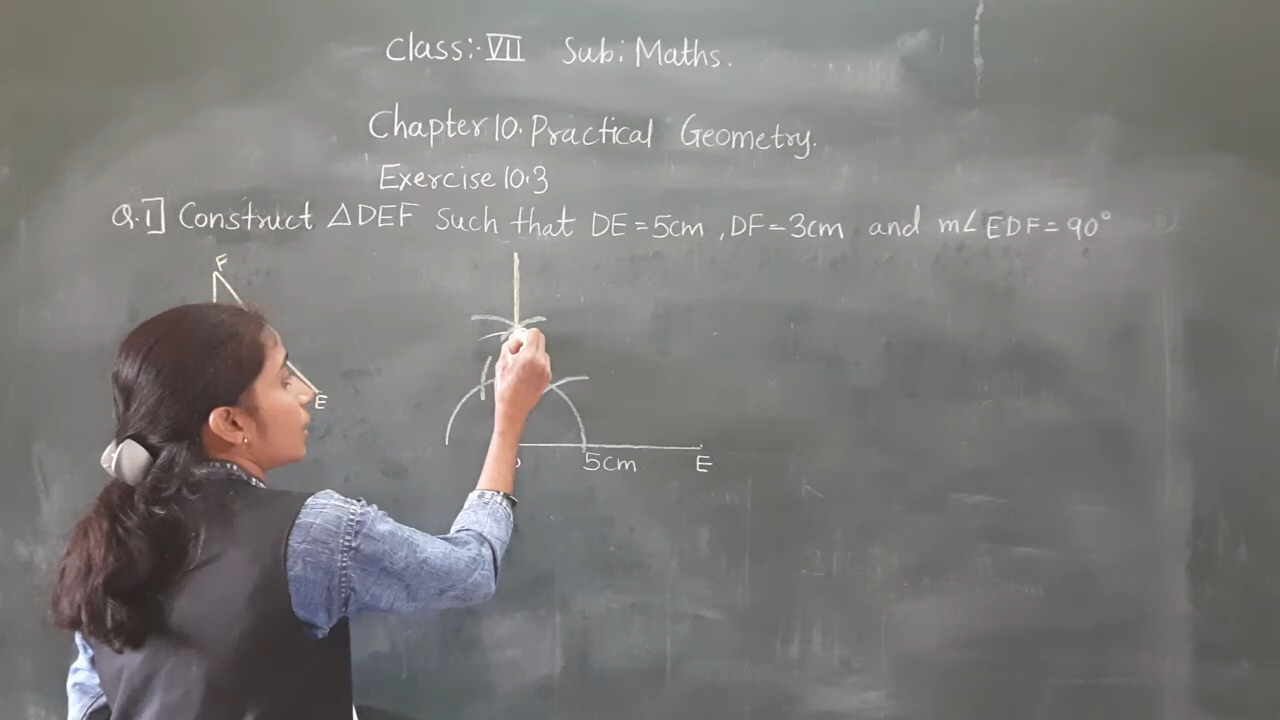 Class:- VII Sub: Maths.
Chapter 10. Practical Geometry.
Exercise 10.3
Q.1] Construct △DEF such that DE=5cm, DF=3cm and m∠EDF=90°
F
E
5cm E